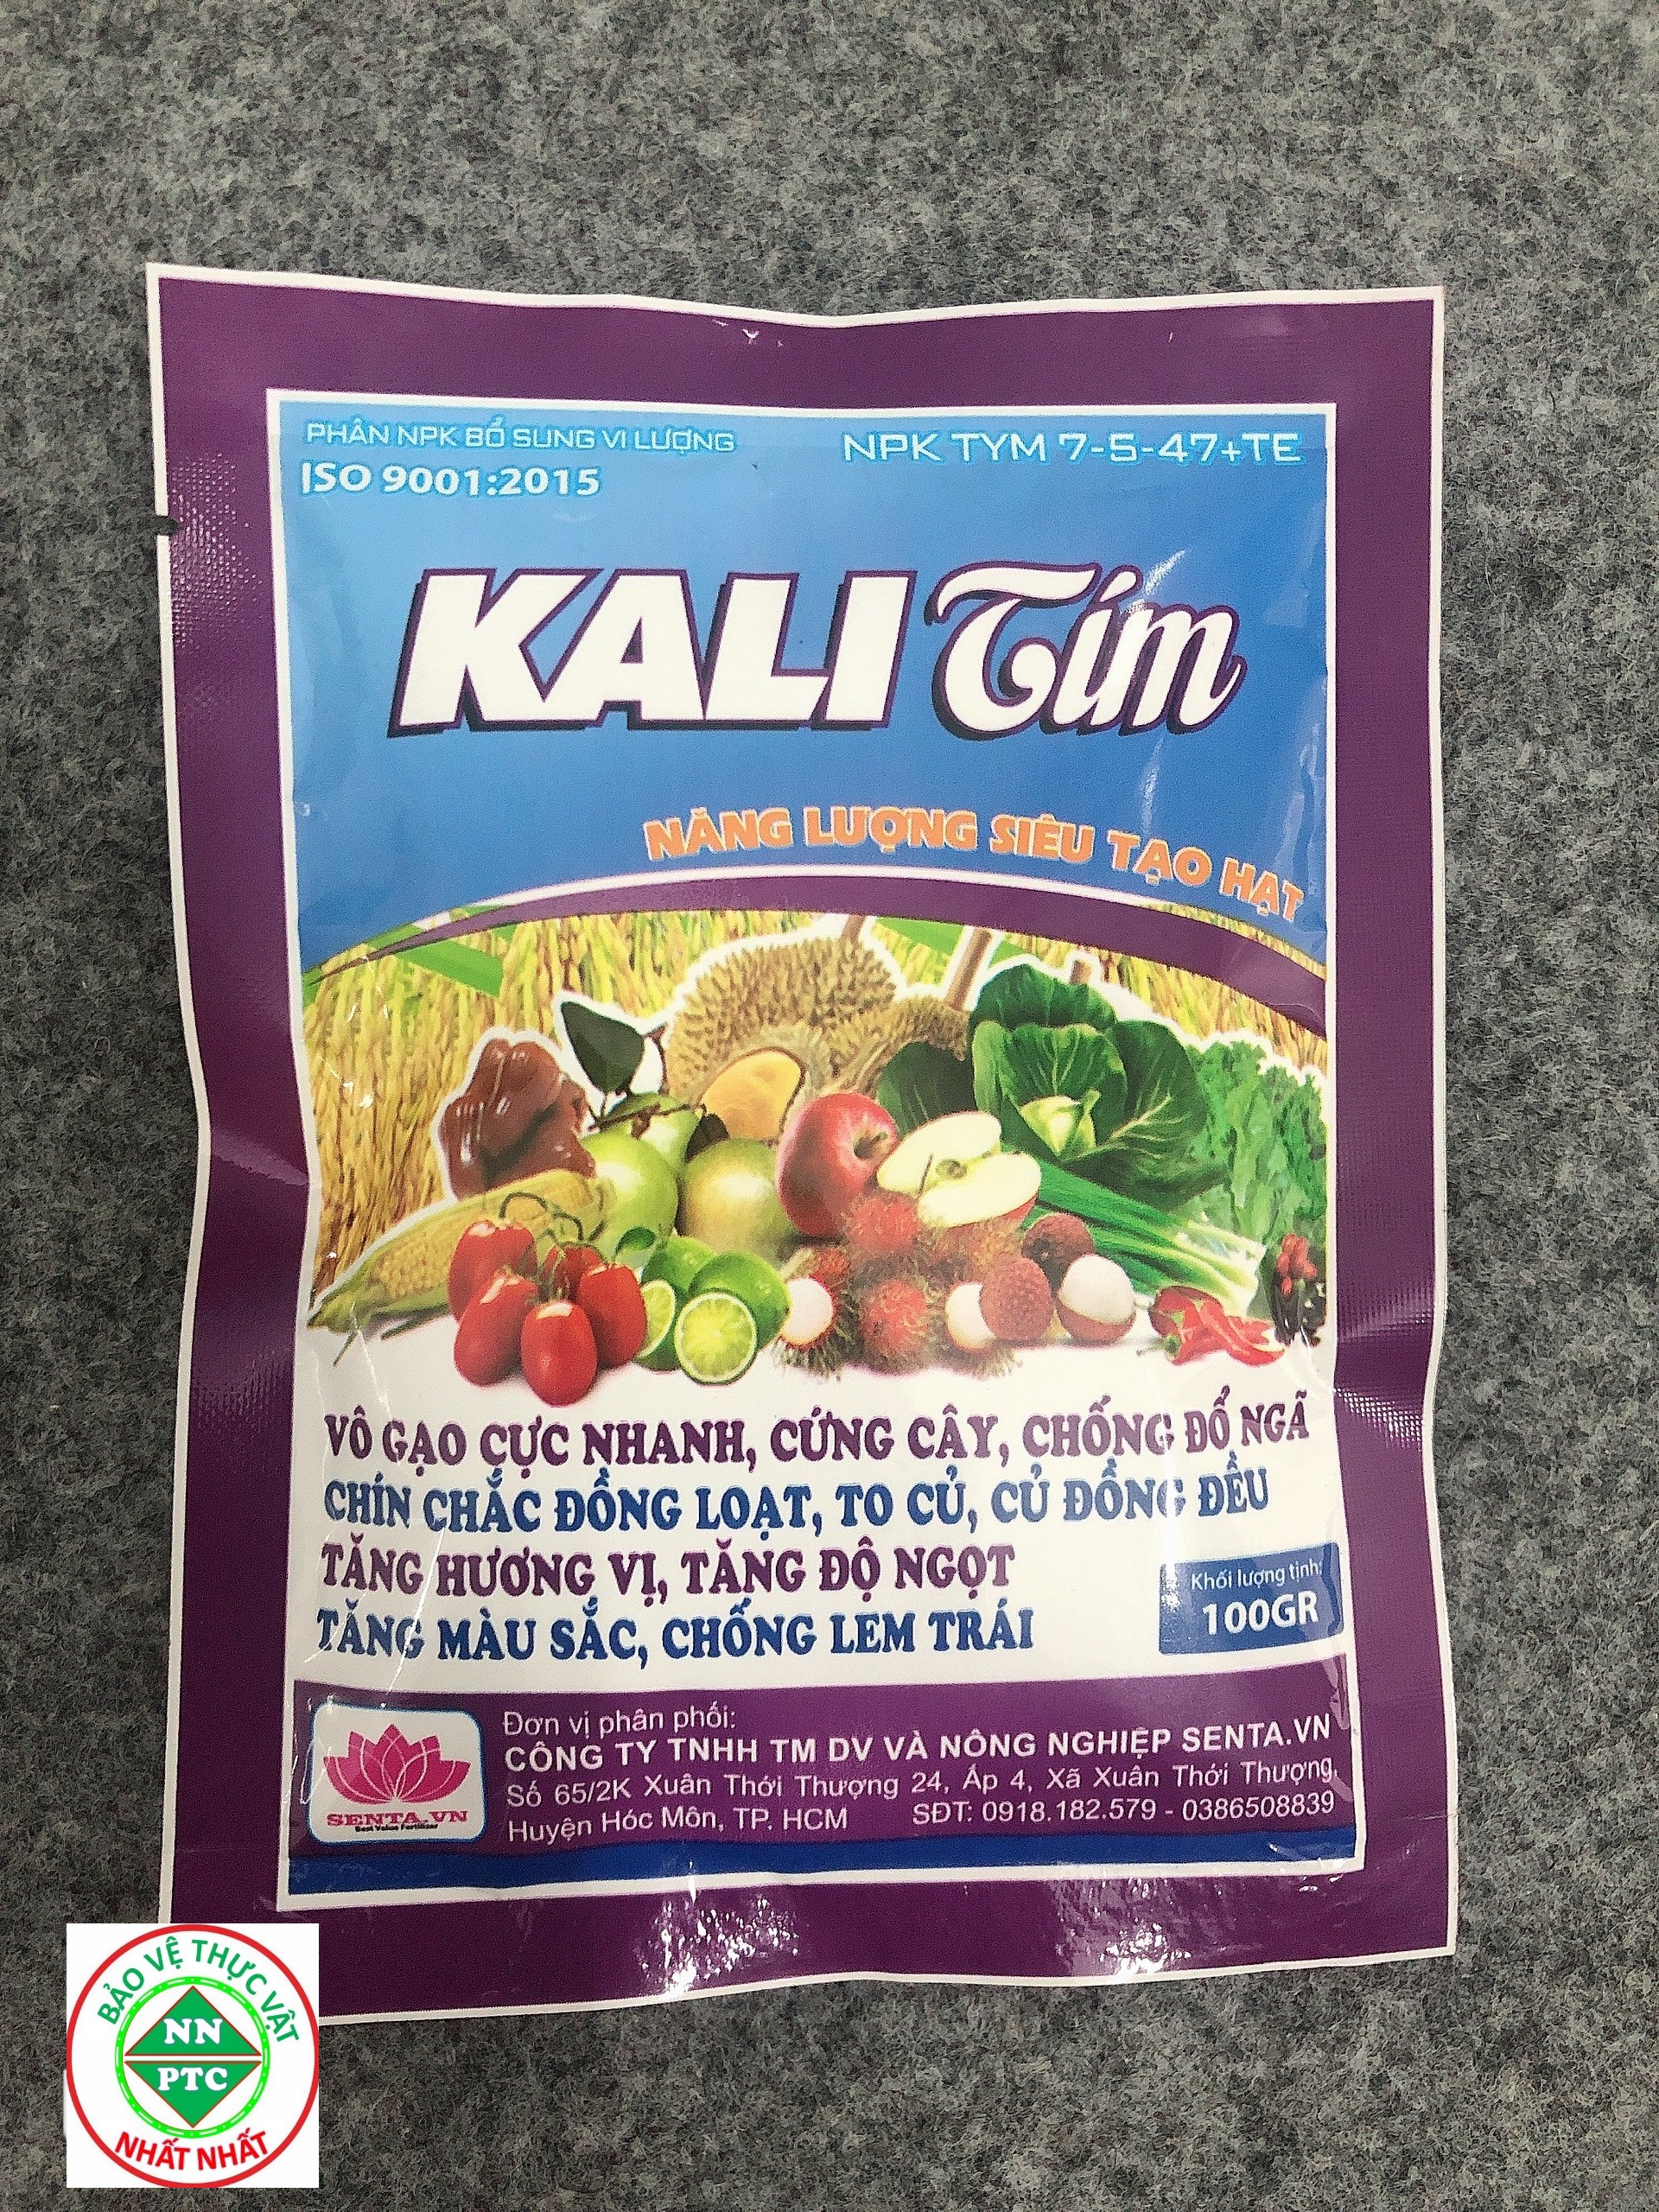 PHÂN NPK BỔ SUNG VI LƯỢNG
NPK TYM 7-5-47+TE
ISO 9001:2015
KALI Tím
NĂNG LƯỢNG SIÊU TẠO HẠT
VÔ GẠO CỰC NHANH, CỨNG CÂY, CHỐNG ĐỔ NGÃ
CHÍN CHẮC ĐỒNG LOẠT, TO CỦ, CỦ ĐỒNG ĐỀU
TĂNG HƯƠNG VỊ, TĂNG ĐỘ NGỌT
TĂNG MÀU SẮC, CHỐNG LEM TRÁI
Khối lượng tịnh:
100GR
SENTA.VN
Best Value Fertilizer
Đơn vị phân phối:
CÔNG TY TNHH TM DV VÀ NÔNG NGHIỆP SENTA.VN
Số 65/2K Xuân Thới Thượng 24, Ấp 4, Xã Xuân Thới Thượng,
Huyện Hóc Môn, TP. HCM SĐT: 0918.182.579 - 0386508839
BẢO VỆ THỰC VẬT
NN
PTC
NHẤT NHẤT